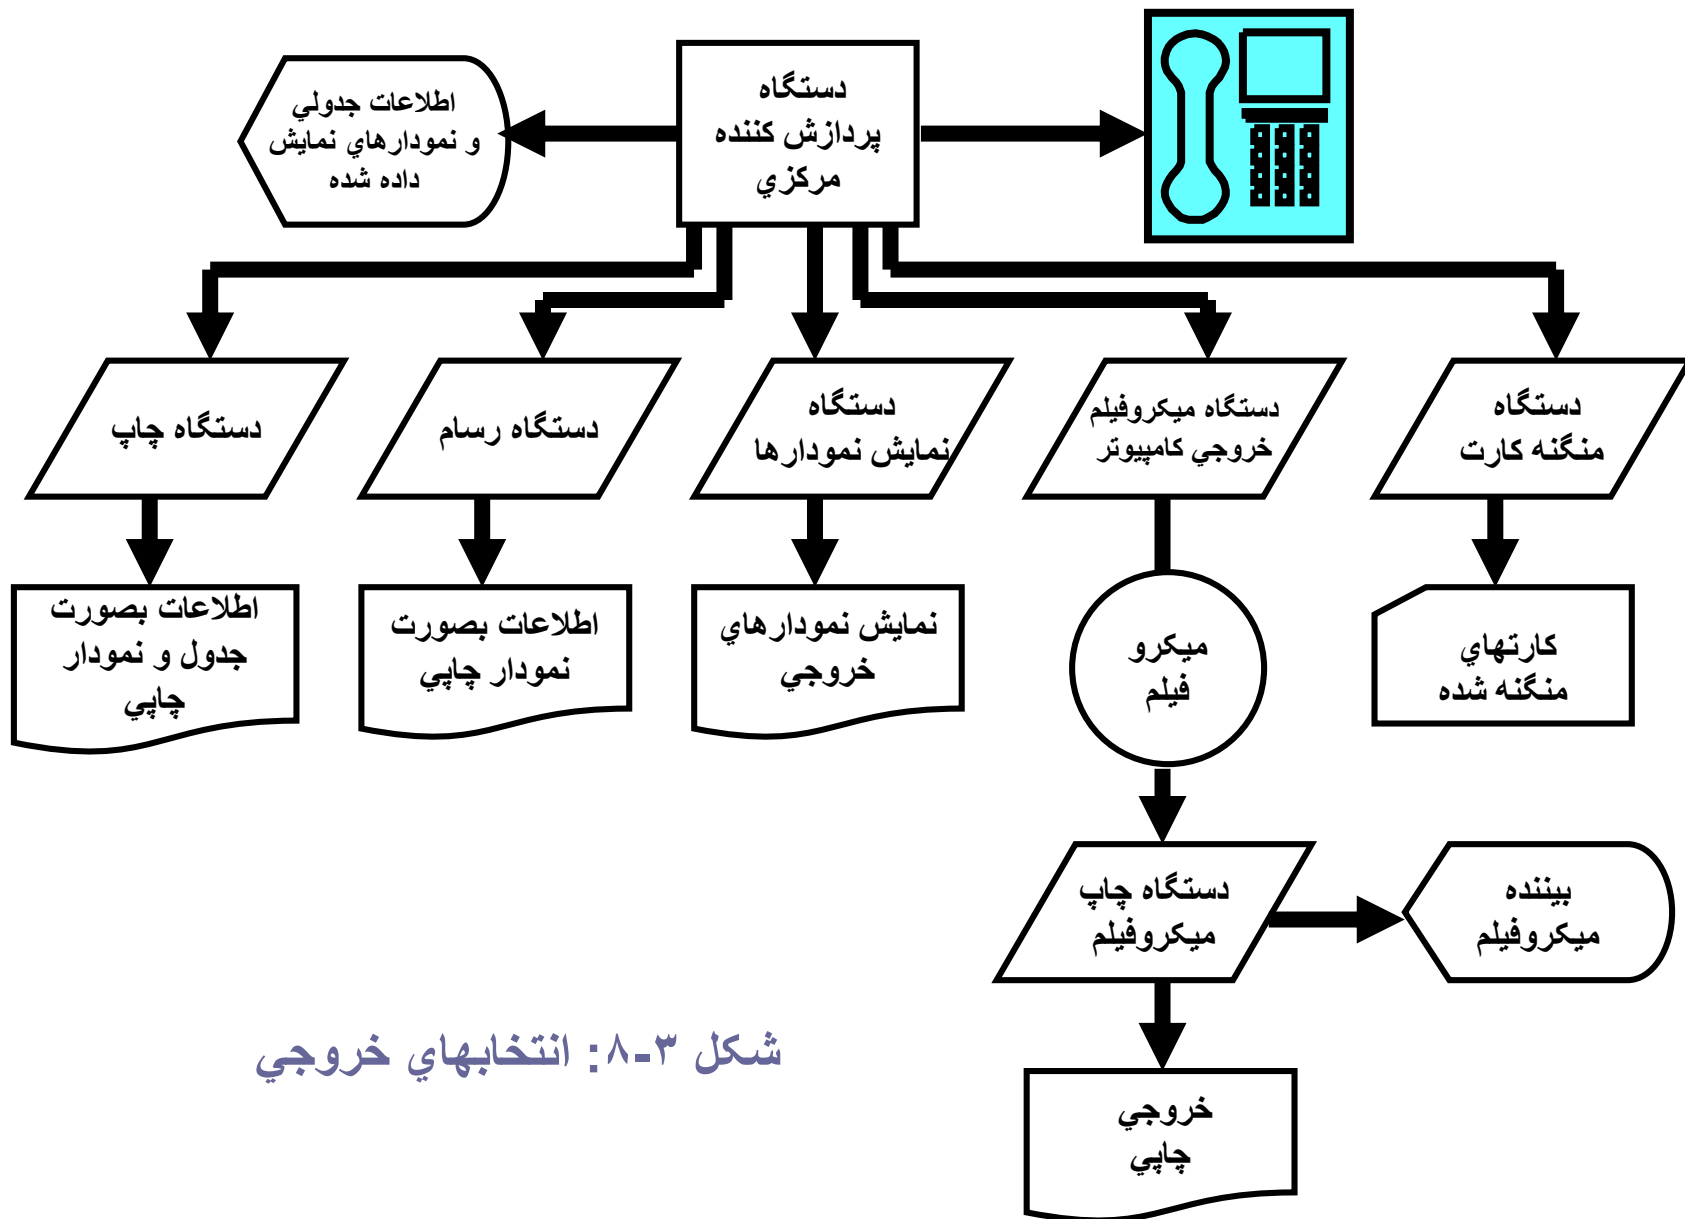 اطلاعات جدولي
و نمودارهاي نمايش
داده شده
دستگاه
پردازش كننده
مركزي
دستگاه چاپ
دستگاه رسام
دستگاه
نمايش نمودارها
دستگاه ميكروفيلم
خروجي كامپيوتر
دستگاه
منگنه كارت
اطلاعات بصورت
جدول و نمودار
چاپي
اطلاعات بصورت
نمودار چاپي
نمايش نمودارهاي
خروجي
ميكرو
فيلم
كارتهاي
منگنه شده
دستگاه چاپ
ميكروفيلم
بيننده
ميكروفيلم
خروجي
چاپي
شكل ۳-۸: انتخابهاي خروجي